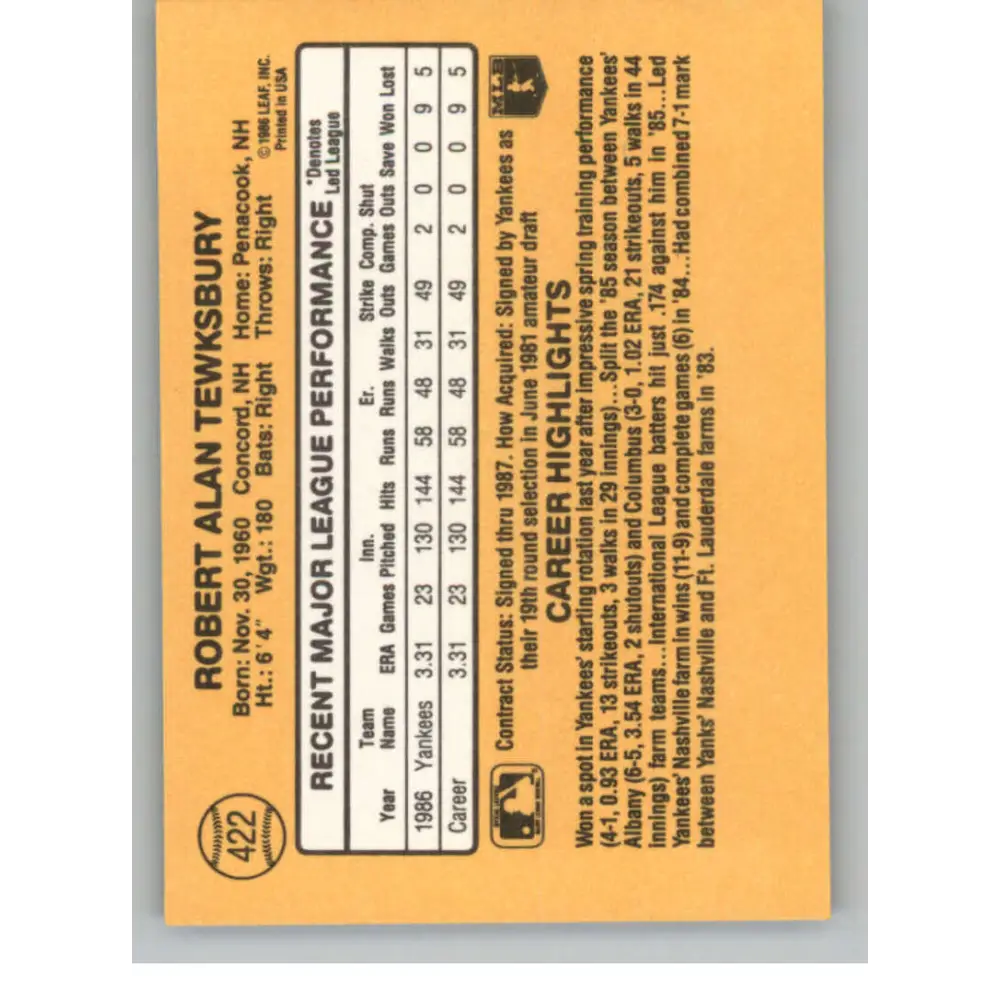 422
ROBERT ALAN TEWKSBURY
Born: Nov. 30, 1960 Concord, NH Home: Penacook, NH
Ht.: 6'4" Wgt.: 180 Bats: Right Throws: Right
© 1986 LEAF, INC.
Printed in USA
RECENT MAJOR LEAGUE PERFORMANCE *Denotes Led League
Year Team Name ERA Games Inn. Pitched Hits Runs Er. Runs Walks Strike Outs Comp. Games Shut Outs Save Won Lost
1986 Yankees 3.31 23 130 144 58 48 31 49 2 0 0 9 5
Career 3.31 23 130 144 58 48 31 49 2 0 0 9 5
MLB
Contract Status: Signed thru 1987. How Acquired: Signed by Yankees as
their 19th round selection in June 1981 amateur draft
CAREER HIGHLIGHTS
Won a spot in Yankees' starting rotation last year after impressive spring training performance
(4-1, 0.93 ERA, 13 strikeouts, 3 walks in 29 innings)...Split the '85 season between Yankees'
Albany (6-5, 3.54 ERA, 2 shutouts) and Columbus (3-0, 1.02 ERA, 21 strikeouts, 5 walks in 44
innings) farm teams...International League batters hit just .174 against him in '85...Led
Yankees' Nashville farm in wins (11-9) and complete games (6) in '84...Had combined 7-1 mark
between Yanks' Nashville and Ft. Lauderdale farms in '83.